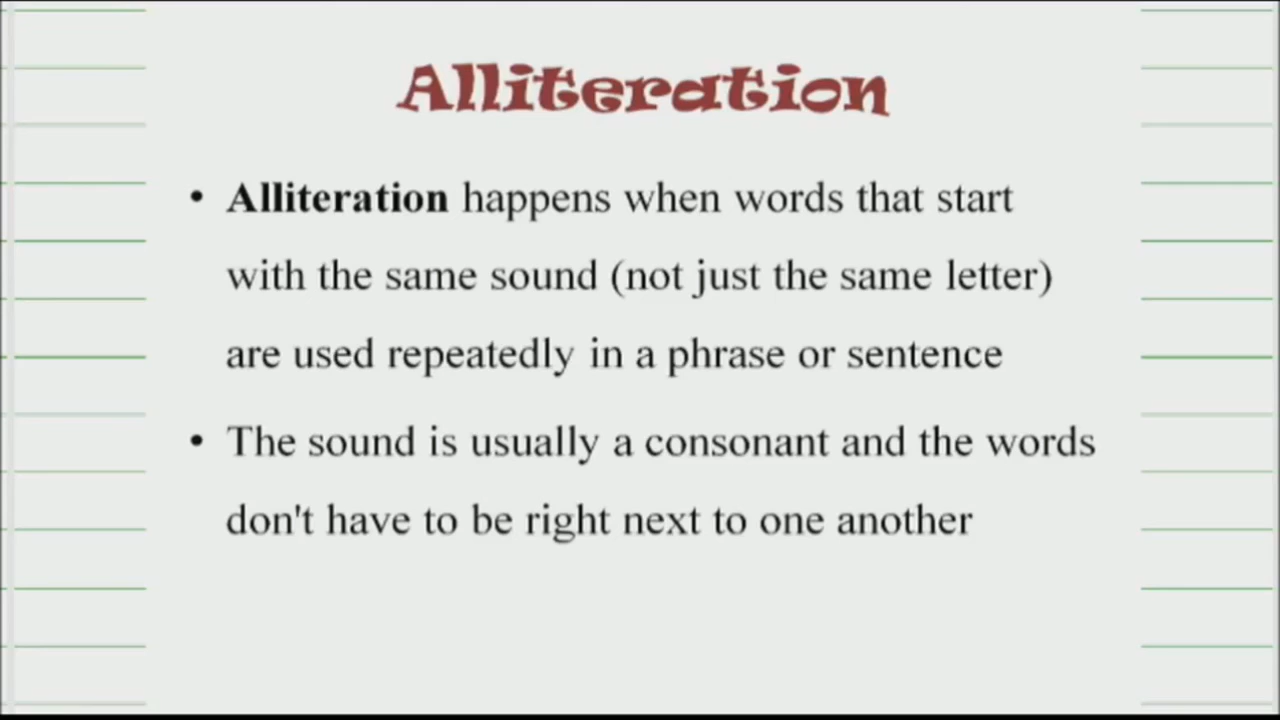 Alliteration
• Alliteration happens when words that start
with the same sound (not just the same letter)
are used repeatedly in a phrase or sentence
• The sound is usually a consonant and the words
don't have to be right next to one another